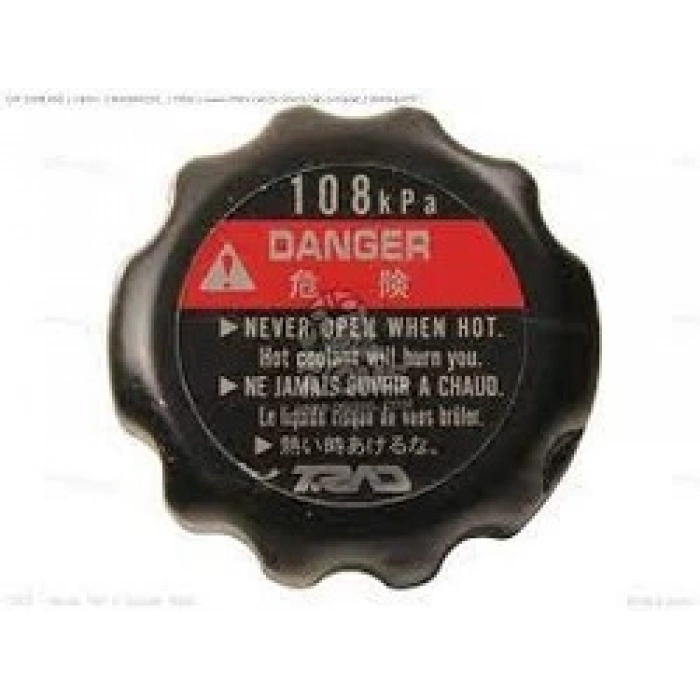 108kPa
DANGER
危 険
▶NEVER OPEN WHEN HOT.
Hot coolant will burn you.
▶NE JAMAIS OUVRIR A CHAUD.
Le liquide risque de vous brûler.
▶熱い時あけるな。
T.RAD